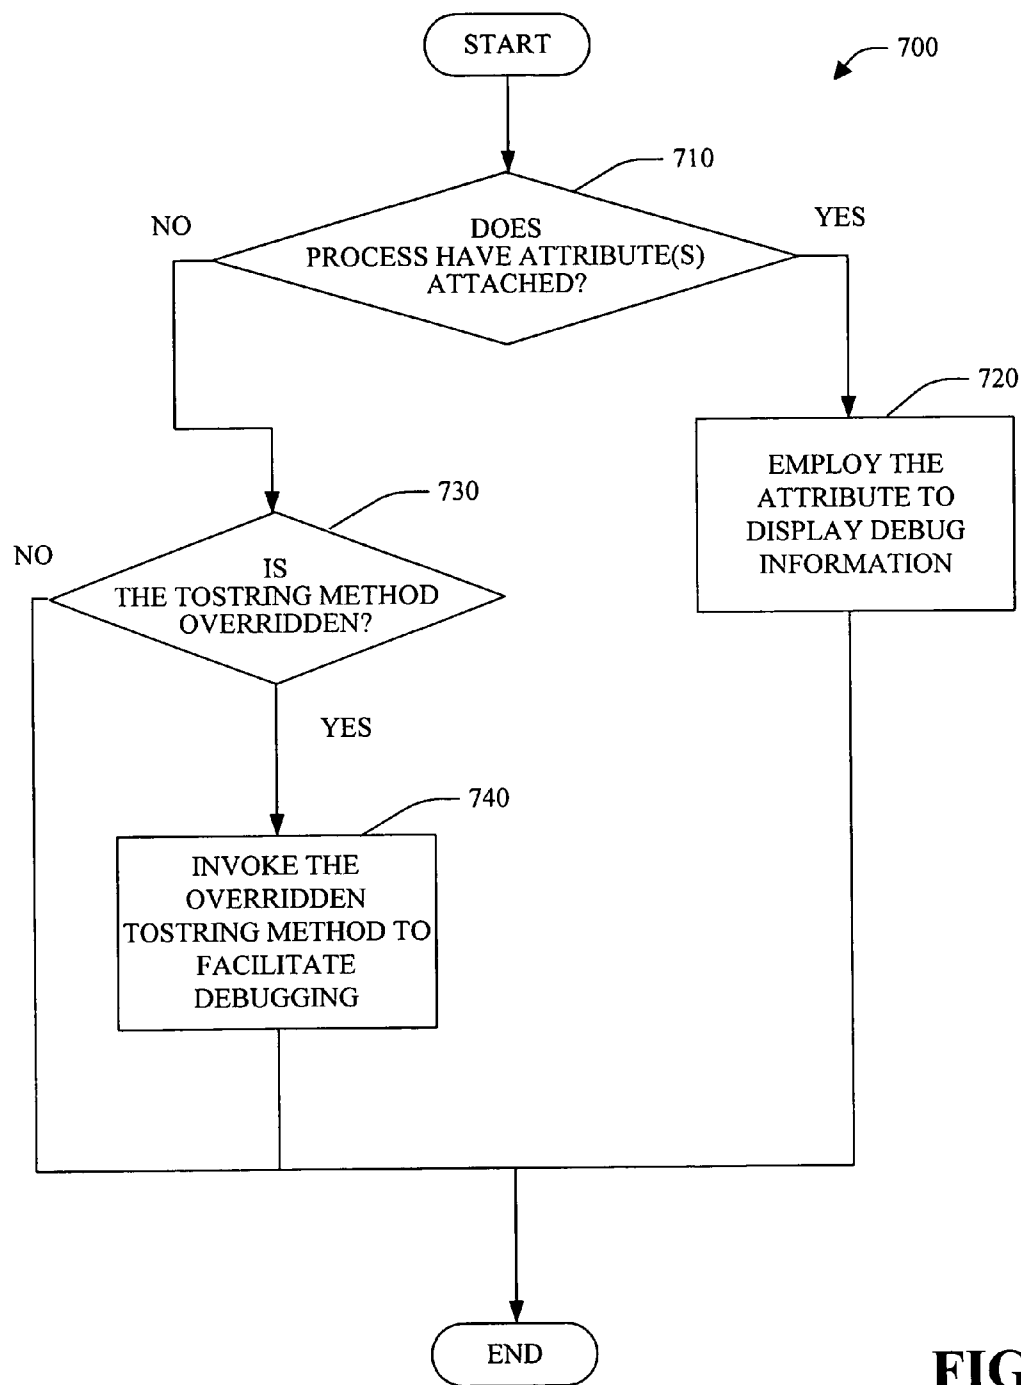 START
700
710
NO
YES
DOES
PROCESS HAVE ATTRIBUTE(S)
ATTACHED?
720
EMPLOY THE
ATTRIBUTE TO
DISPLAY DEBUG
INFORMATION
730
NO
IS
THE TOSTRING METHOD
OVERRIDDEN?
YES
740
INVOKE THE
OVERRIDDEN
TOSTRING METHOD TO
FACILITATE
DEBUGGING
END
FIG